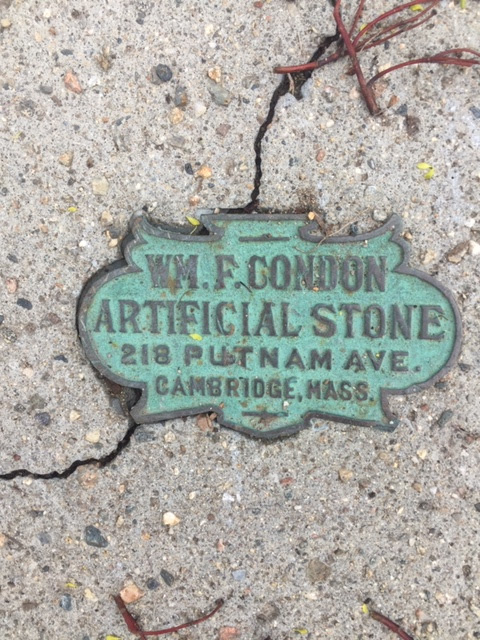 WM. F. CONDON
ARTIFICIAL STONE
218 PUTNAM AVE.
CAMBRIDGE, MASS.